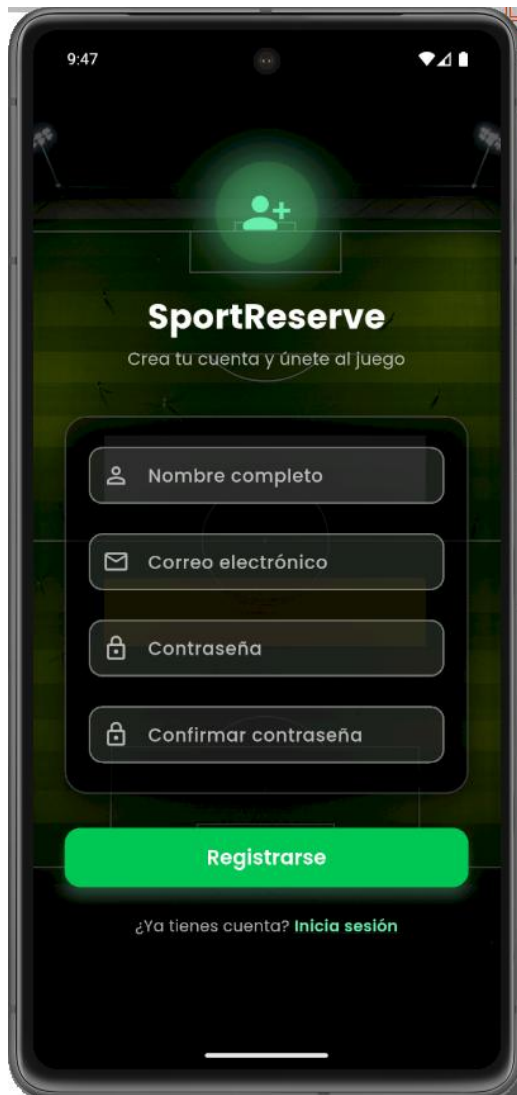 9:47
SportReserve
Crea tu cuenta y únete al juego
Nombre completo
Correo electrónico
Contraseña
Confirmar contraseña
Registrarse
¿Ya tienes cuenta? Inicia sesión